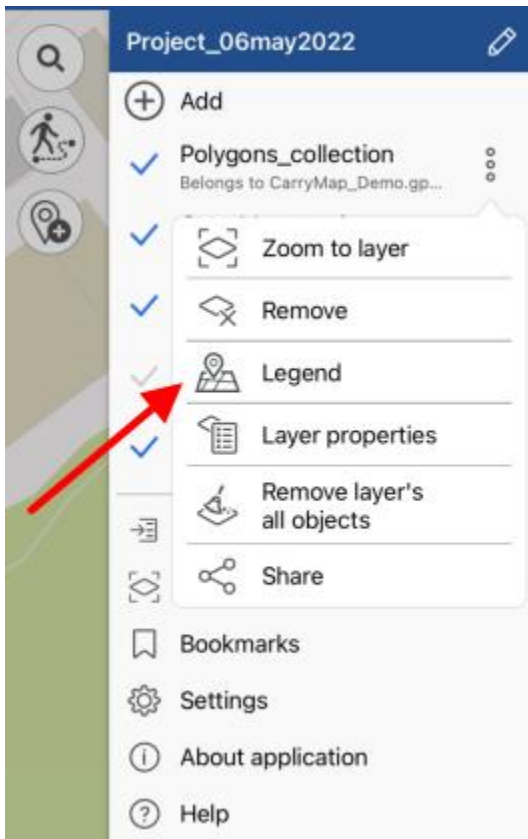 Project_06may2022
Add
Polygons_collection
Belongs to CarryMap_Demo.gp...
Zoom to layer
Remove
Legend
Layer properties
Remove layer's
all objects
Share
Bookmarks
Settings
About application
Help